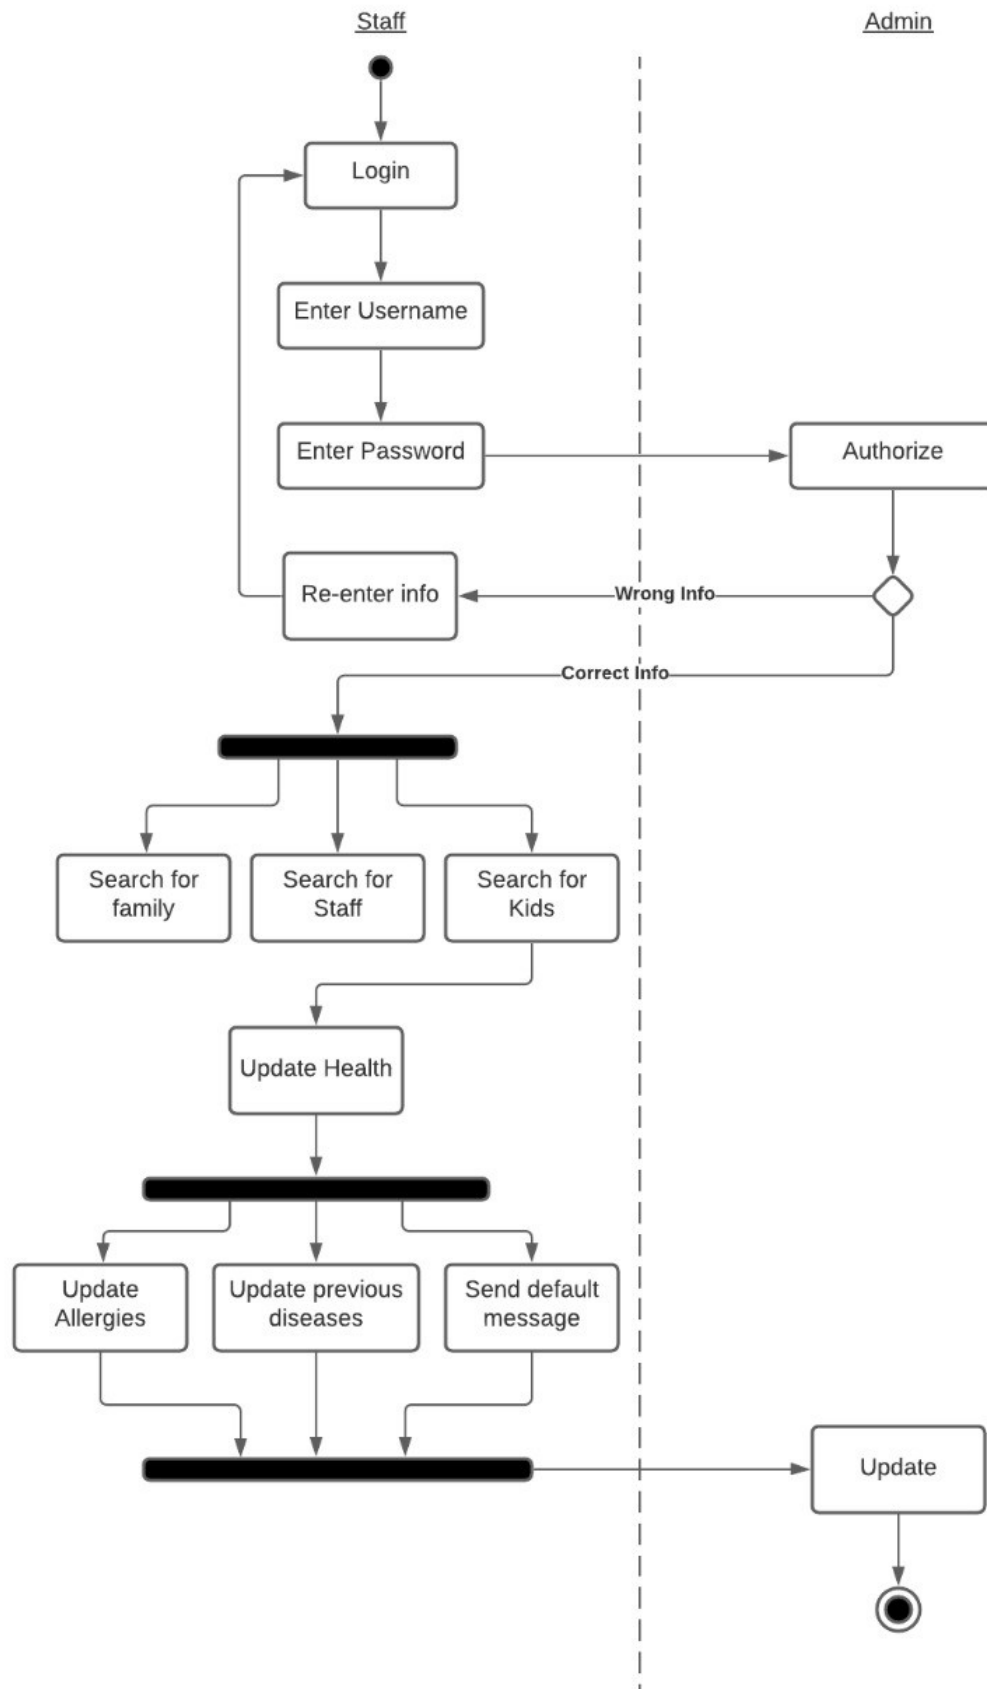 Staff
Admin
Login
Enter Username
Enter Password
Authorize
Re-enter info
Wrong Info
Correct Info
Search for
family
Search for
Staff
Search for
Kids
Update Health
Update
Allergies
Update previous
diseases
Send default
message
Update